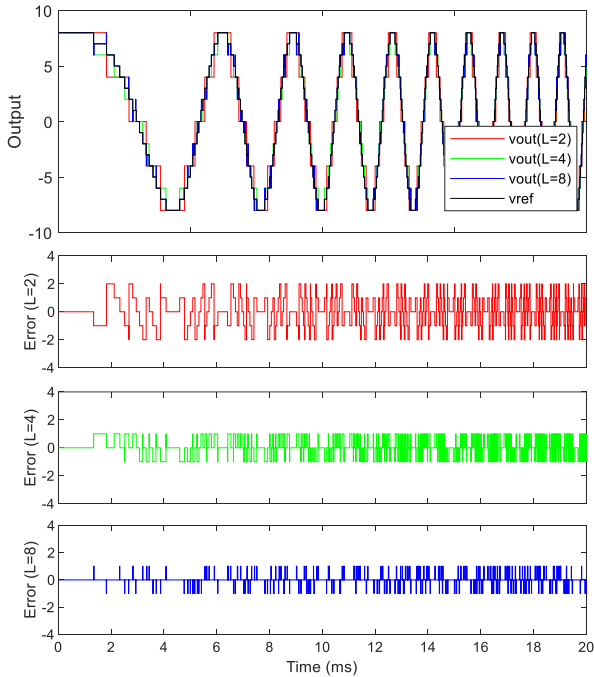 10
5
0
-5
-10
Output
vout(L=2)
vout(L=4)
vout(L=8)
vref
4
2
0
-2
-4
Error (L=2)
4
2
0
-2
-4
Error (L=4)
4
2
0
-2
-4
Error (L=8)
0 2 4 6 8 10 12 14 16 18 20
Time (ms)